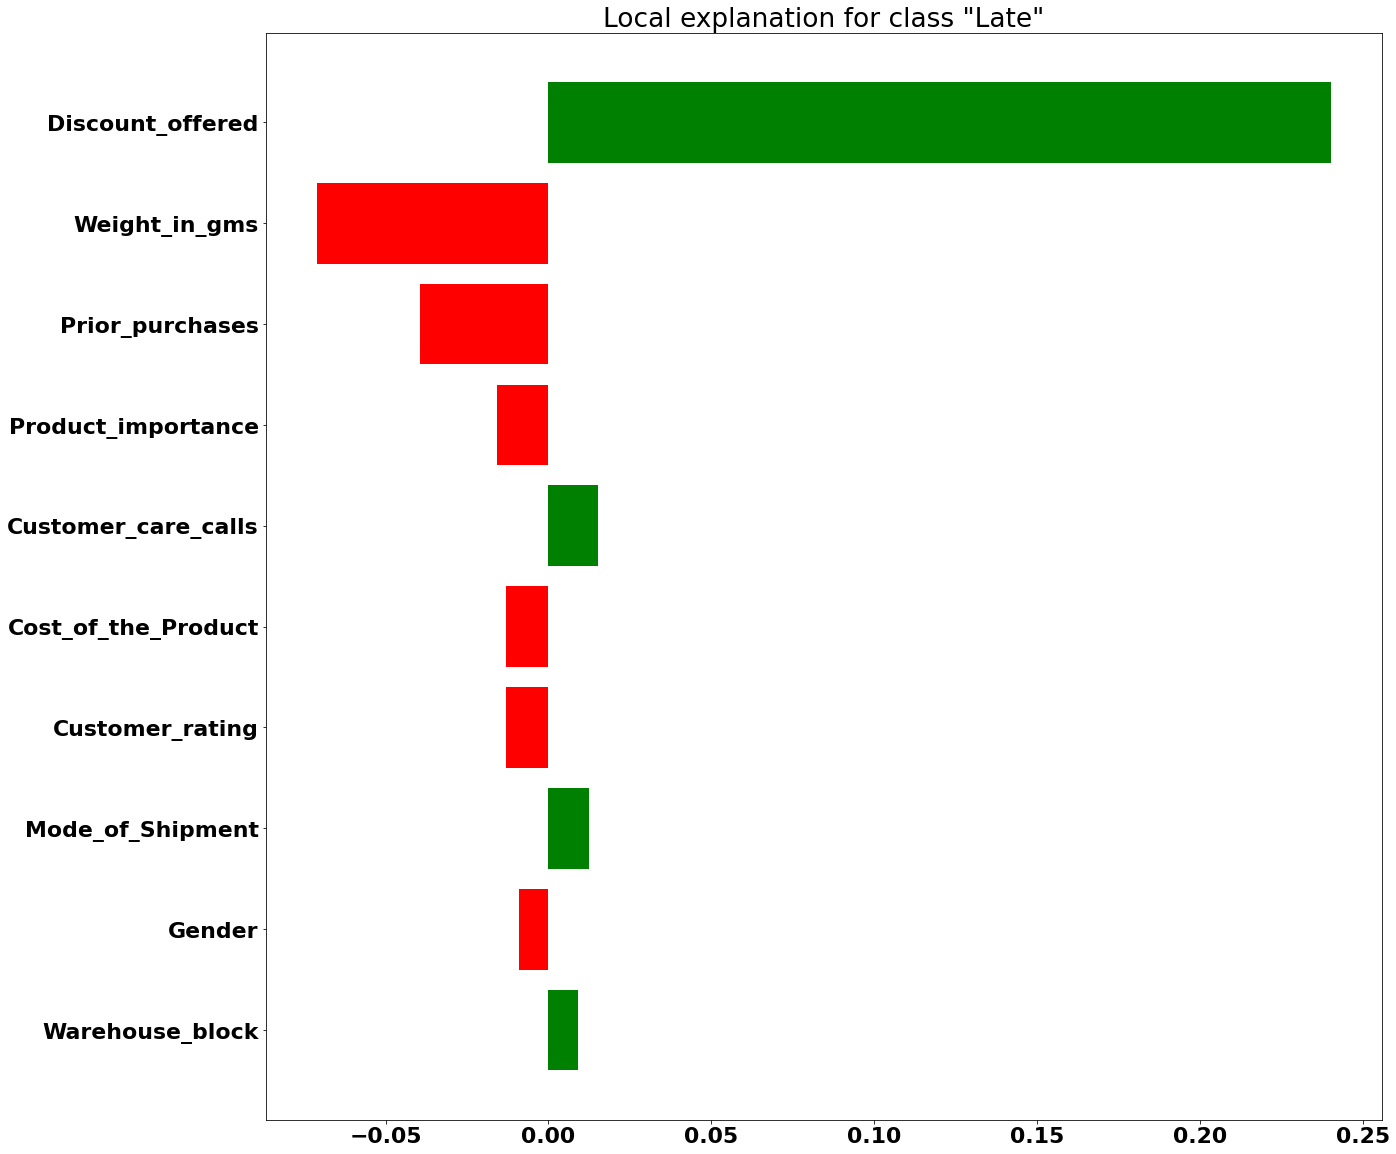 Local explanation for class "Late"
Discount_offered
Weight_in_gms
Prior_purchases
Product_importance
Customer_care_calls
Cost_of_the_Product
Customer_rating
Mode_of_Shipment
Gender
Warehouse_block
−0.05 0.00 0.05 0.10 0.15 0.20 0.25